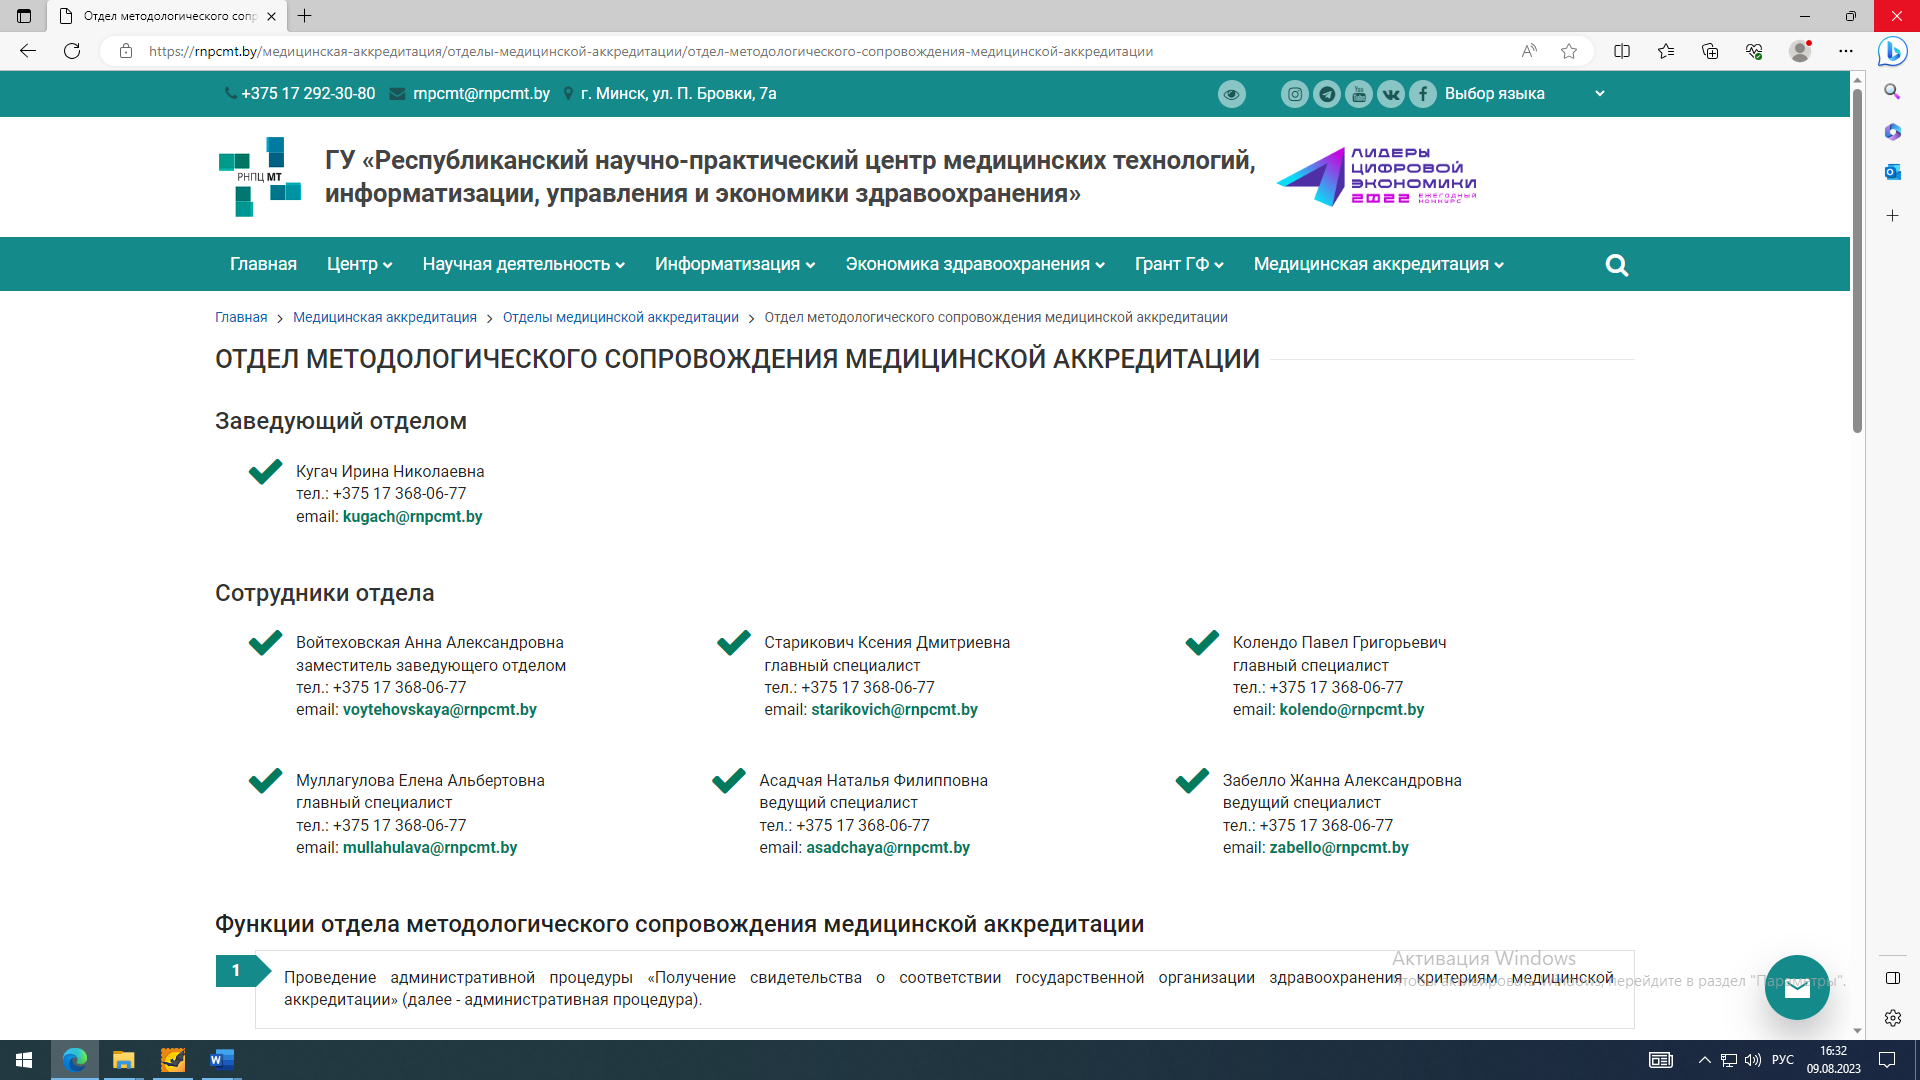 Отдел методологического сопр
https://rnpcmt.by/медицинская-аккредитация/отделы-медицинской-аккредитации/отдел-методологического-сопровождения-медицинской-аккредитации
+375 17 292-30-80 rnpcmt@rnpcmt.by г. Минск, ул. П. Бровки, 7а
Выбор языка
РНПЦ МТ
ГУ «Республиканский научно-практический центр медицинских технологий,
информатизации, управления и экономики здравоохранения»
ЛИДЕРЫ
ЦИФРОВОЙ
ЭКОНОМИКИ
2022 ЕЖЕГОДНЫЙ КОНКУРС
Главная Центр Научная деятельность Информатизация Экономика здравоохранения Грант ГФ Медицинская аккредитация
Главная Медицинская аккредитация Отделы медицинской аккредитации Отдел методологического сопровождения медицинской аккредитации
ОТДЕЛ МЕТОДОЛОГИЧЕСКОГО СОПРОВОЖДЕНИЯ МЕДИЦИНСКОЙ АККРЕДИТАЦИИ
Заведующий отделом
Кугач Ирина Николаевна
тел.: +375 17 368-06-77
email: kugach@rnpcmt.by
Сотрудники отдела
Войтеховская Анна Александровна
заместитель заведующего отделом
тел.: +375 17 368-06-77
email: voytehovskaya@rnpcmt.by
Старикович Ксения Дмитриевна
главный специалист
тел.: +375 17 368-06-77
email: starikovich@rnpcmt.by
Колендо Павел Григорьевич
главный специалист
тел.: +375 17 368-06-77
email: kolendo@rnpcmt.by
Муллагулова Елена Альбертовна
главный специалист
тел.: +375 17 368-06-77
email: mullahulava@rnpcmt.by
Асадчая Наталья Филипповна
ведущий специалист
тел.: +375 17 368-06-77
email: asadchaya@rnpcmt.by
Забелло Жанна Александровна
ведущий специалист
тел.: +375 17 368-06-77
email: zabello@rnpcmt.by
Функции отдела методологического сопровождения медицинской аккредитации
1
Проведение административной процедуры «Получение свидетельства о соответствии государственной организации здравоохранения критериям медицинской
аккредитации» (далее - административная процедура).
Активация Windows
Чтобы активировать Windows, перейдите в раздел "Параметры".
РУС
16:32
09.08.2023